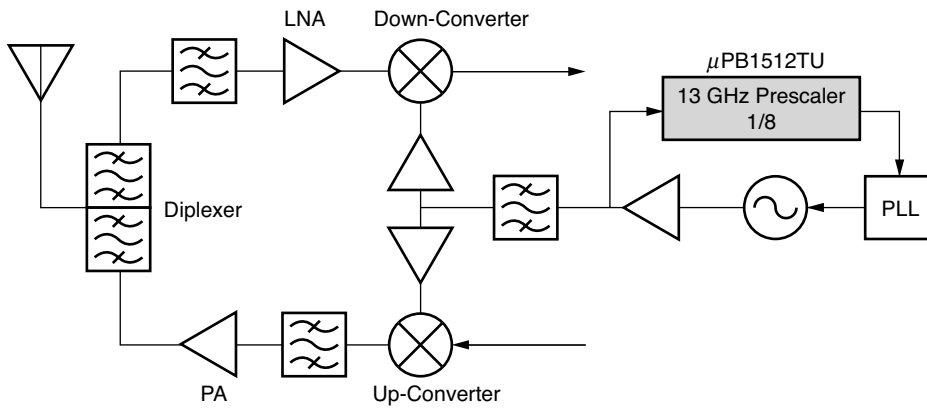 LNA
Down-Converter
μPB1512TU
13 GHz Prescaler
1/8
Diplexer
PLL
PA
Up-Converter